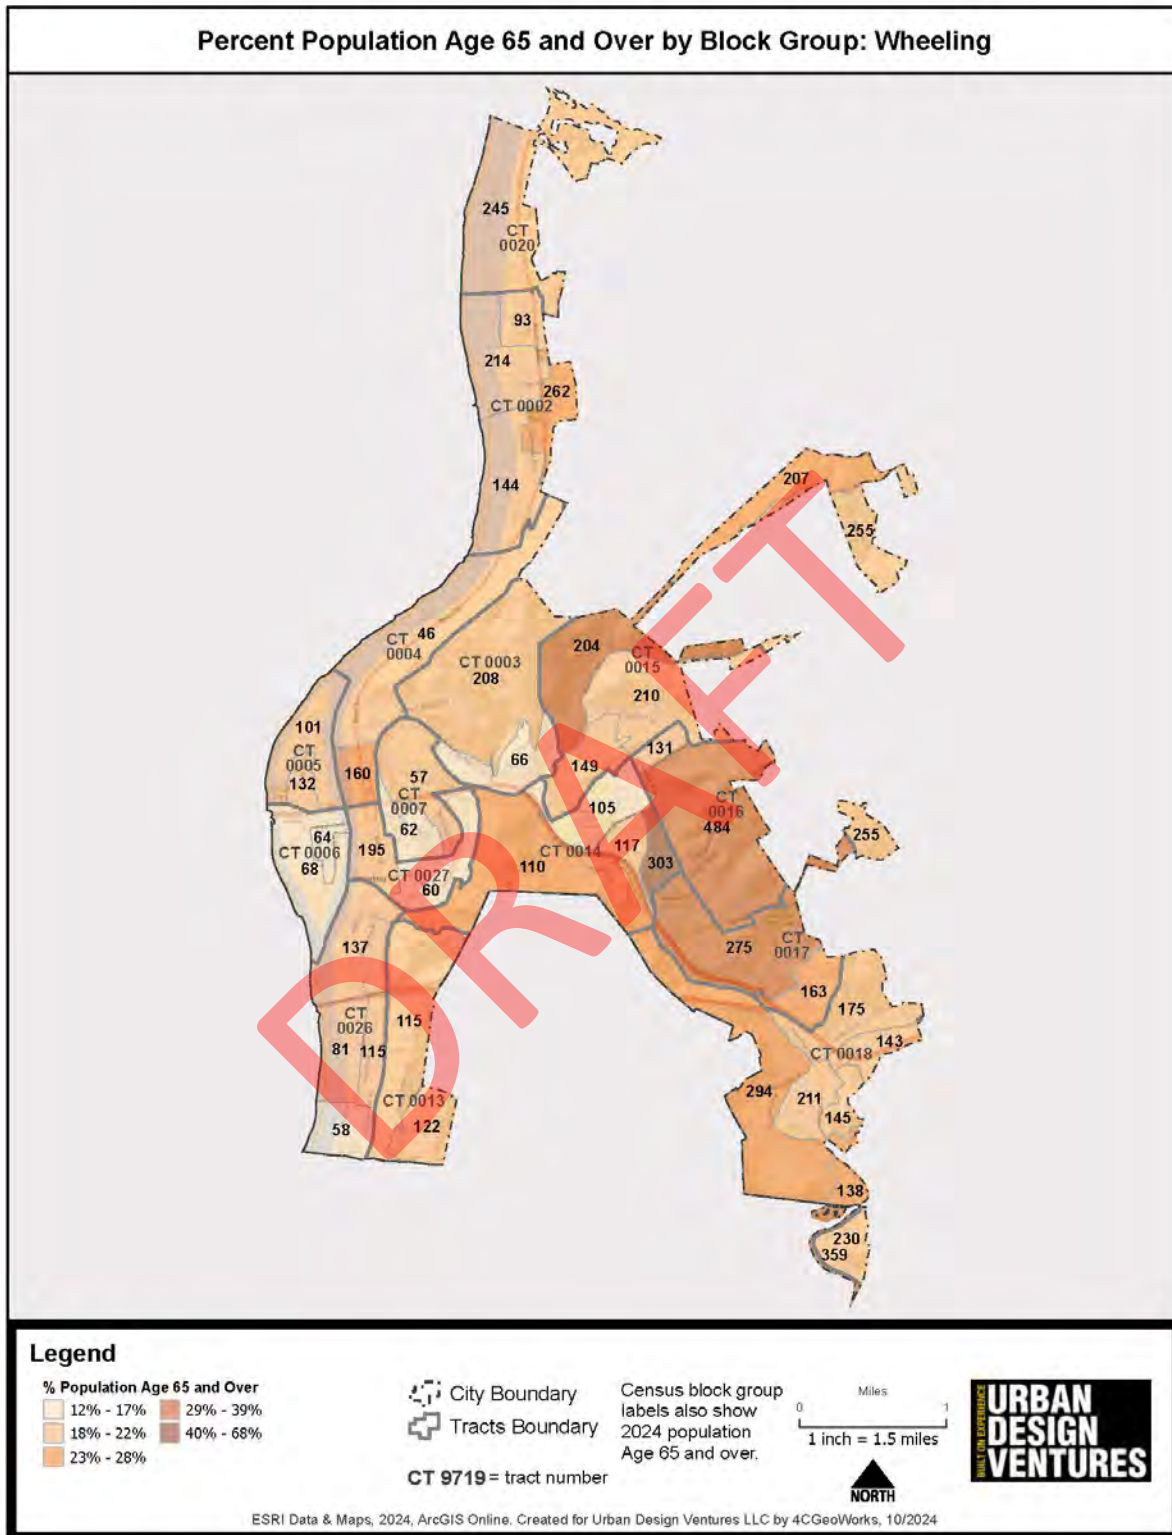 Percent Population Age 65 and Over by Block Group: Wheeling
245
CT
0020
93
214
262
CT 0002
144
207
255
46
CT
0004
CT 0003
208
204
CT
0015
210
101
CT
0005
132
160
57
CT
0007
62
66
149
131
105
CT
0016
484
255
64
CT 0006
68
195
CT 0027
60
CT 0014
110
117
303
137
275
CT
0017
163
175
CT
0026
81
115
115
CT 0018
143
294
211
145
CT 0013
122
58
138
230
359
DRAFT
Legend
% Population Age 65 and Over
12% - 17%
18% - 22%
23% - 28%
29% - 39%
40% - 68%
City Boundary
Tracts Boundary
CT 9719 = tract number
Census block group
labels also show
2024 population
Age 65 and over.
Miles
0 1
1 inch = 1.5 miles
NORTH
BUILT ON EXPERIENCE
URBAN
DESIGN
VENTURES
ESRI Data & Maps, 2024, ArcGIS Online. Created for Urban Design Ventures LLC by 4CGeoWorks, 10/2024